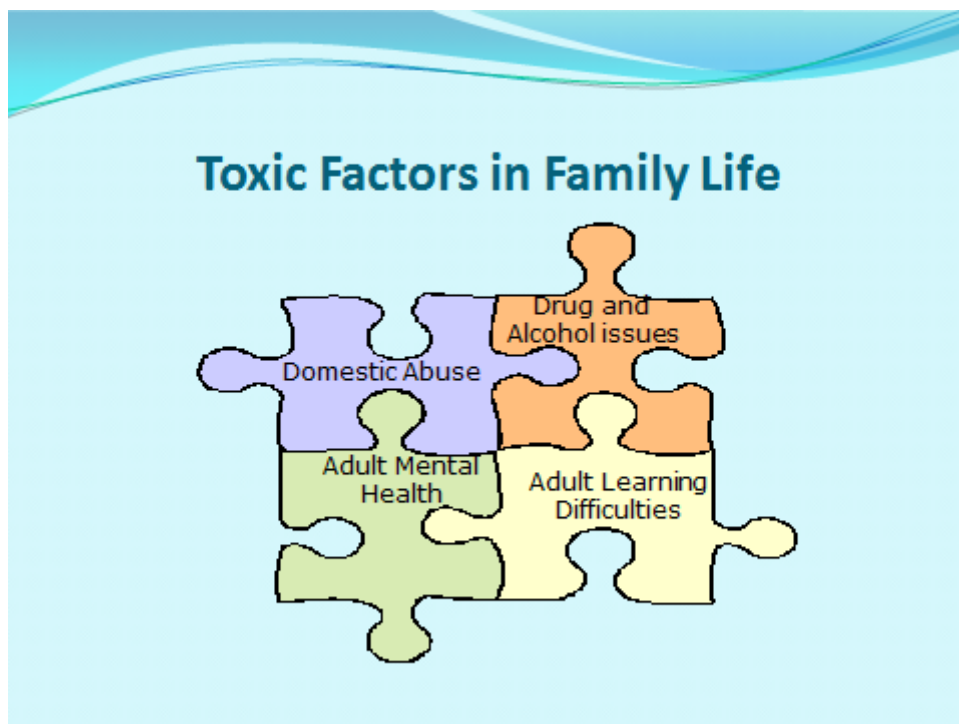 Toxic Factors in Family Life
Drug and
Alcohol issues
Domestic Abuse
Adult Mental
Health
Adult Learning
Difficulties